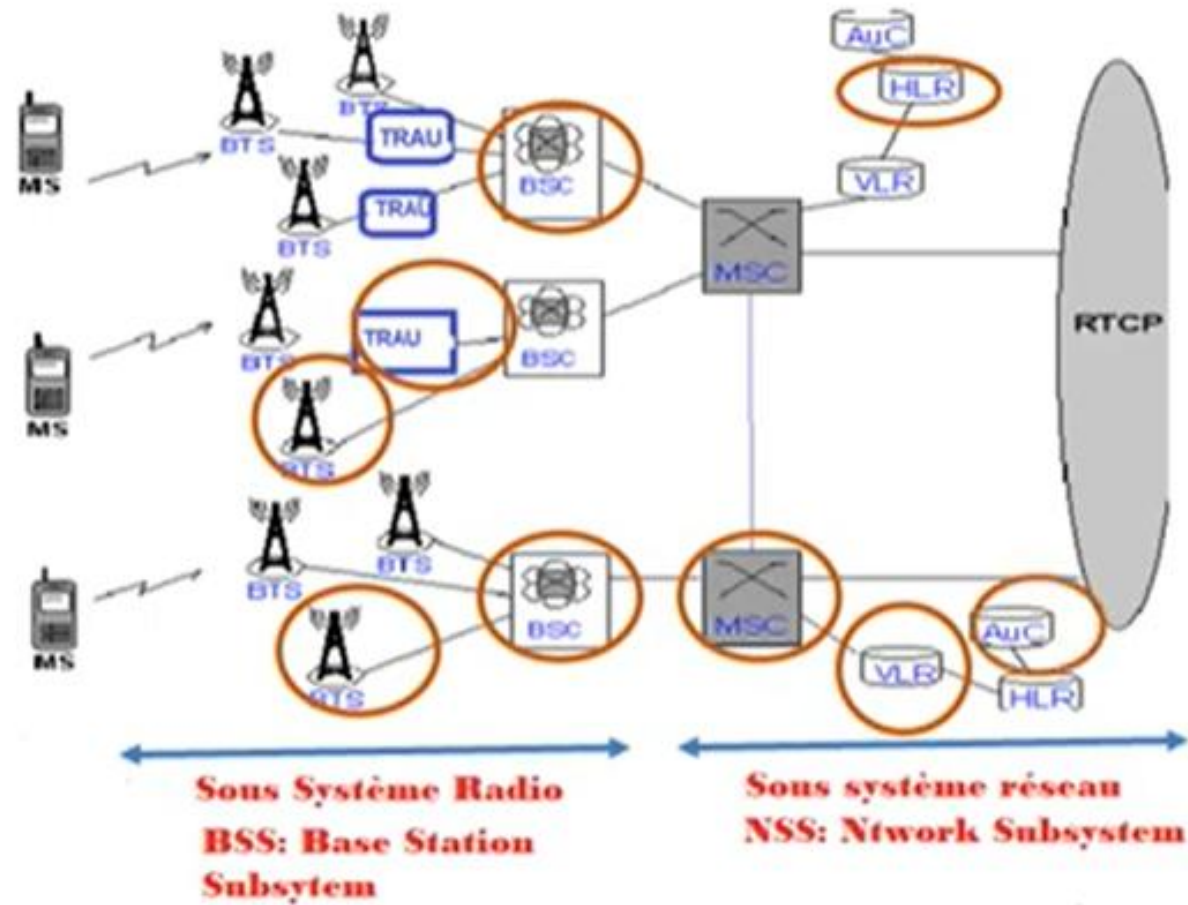 AuC
HLR
BTS
BTS
TRAU
BSC
MS
VLR
TRAU
BTS
MSC
RTCP
TRAU
BTS
BSC
MS
BTS
BTS
BTS
BSC
MSC
AuC
MS
BTS
VLR
HLR
Sous Système Radio
BSS: Base Station
Subsytem
Sous système réseau
NSS: Ntwork Subsystem